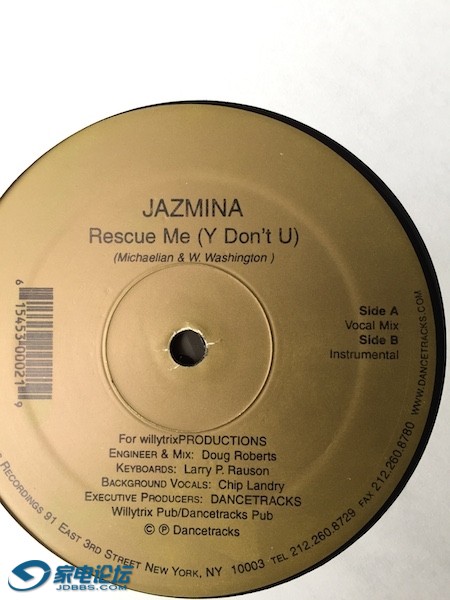 JAZMINA
Rescue Me (Y Don't U)
(Michaelian & W. Washington )
6 15453-00021 9
Side A
Vocal Mix
Side B
Instrumental
For willytrixPRODUCTIONS
ENGINEER & MIX: Doug Roberts
KEYBOARDS: Larry P. Rauson
BACKGROUND VOCALS: Chip Landry
EXECUTIVE PRODUCERS: DANCETRACKS
Willytrix Pub/Dancetracks Pub
© ℗ Dancetracks
RECORDINGS 91 EAST 3RD STREET NEW YORK, NY 10003 TEL 212.260.8729 FAX 212.260.8780 WWW.DANCETRACKS.COM
家电论坛
JDBBS.COM